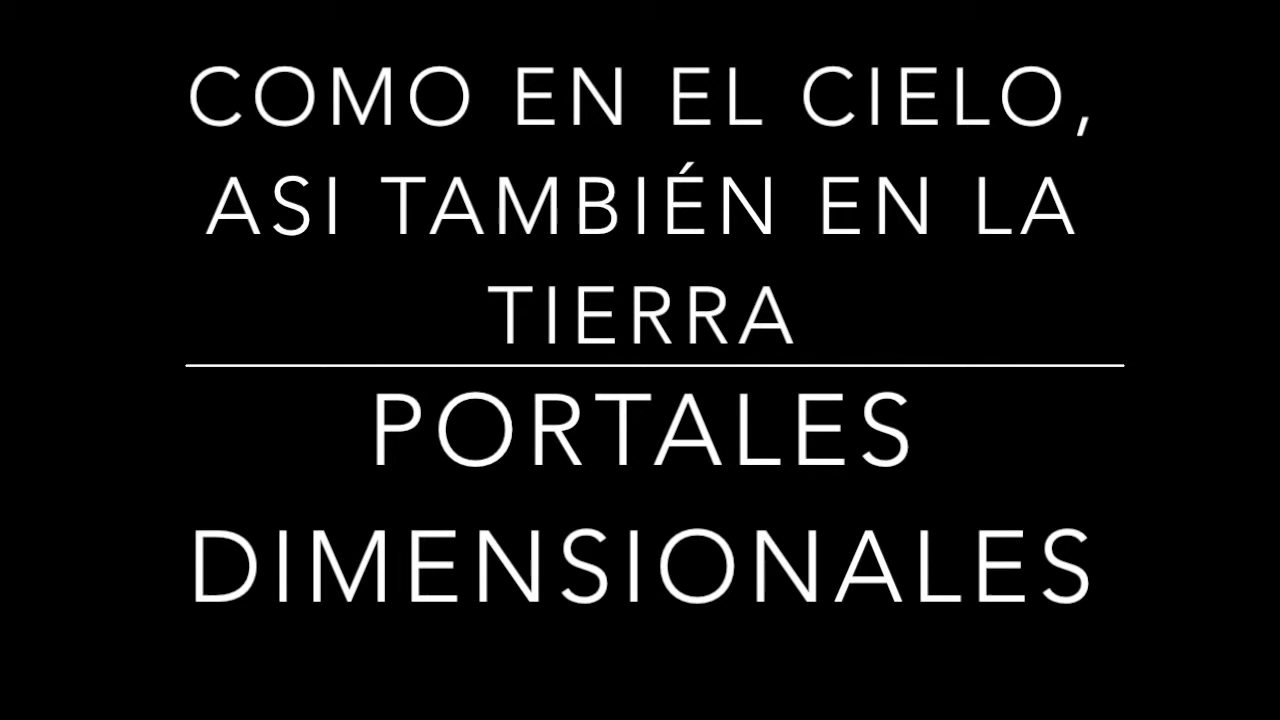 COMO EN EL CIELO,
ASI TAMBIÉN EN LA
TIERRA
PORTALES
DIMENSIONALES